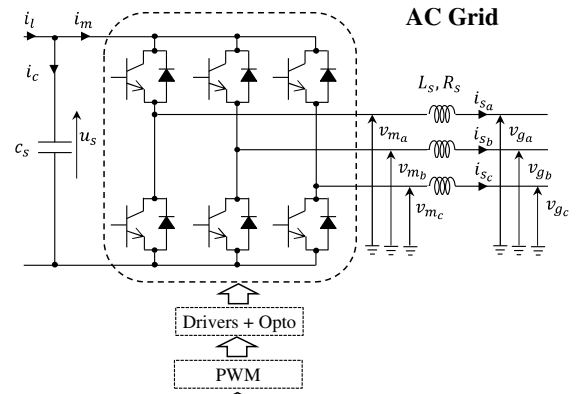 AC Grid
i_l i_m
i_c
c_s
u_s
L_s, R_s
i_{s_a}
i_{s_b}
i_{s_c}
v_{m_a}
v_{m_b}
v_{m_c}
v_{g_a}
v_{g_b}
v_{g_c}
Drivers + Opto
PWM